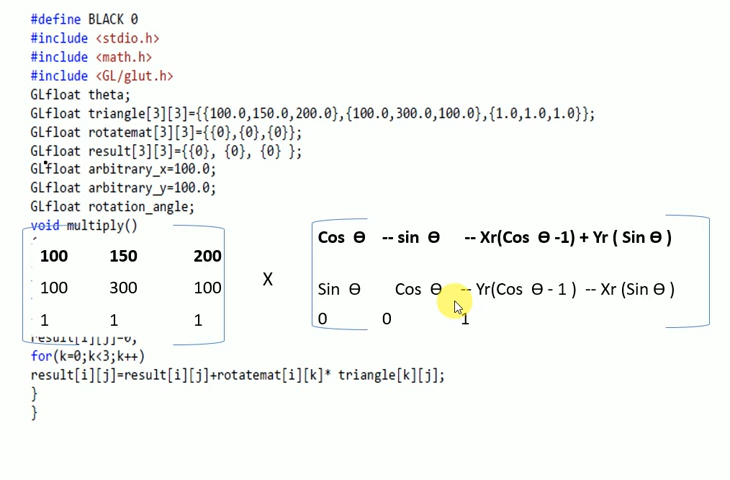 #define BLACK 0
#include <stdio.h>
#include <math.h>
#include <GL/glut.h>
GLfloat theta;
GLfloat triangle[3][3]={{100.0,150.0,200.0},{100.0,300.0,100.0},{1.0,1.0,1.0}};
GLfloat rotatemat[3][3]={{0},{0},{0}};
GLfloat result[3][3]={{0}, {0}, {0} };
GLfloat arbitrary_x=100.0;
GLfloat arbitrary_y=100.0;
GLfloat rotation_angle;
void multiply()
100 150 200
100 300 100
1 1 1
X
Cos Ɵ -- sin Ɵ -- Xr(Cos Ɵ -1) + Yr ( Sin Ɵ )
Sin Ɵ Cos Ɵ -- Yr(Cos Ɵ - 1 ) -- Xr (Sin Ɵ )
0 0 1
result[i][j]=0;
for(k=0;k<3;k++)
result[i][j]=result[i][j]+rotatemat[i][k]* triangle[k][j];
}
}